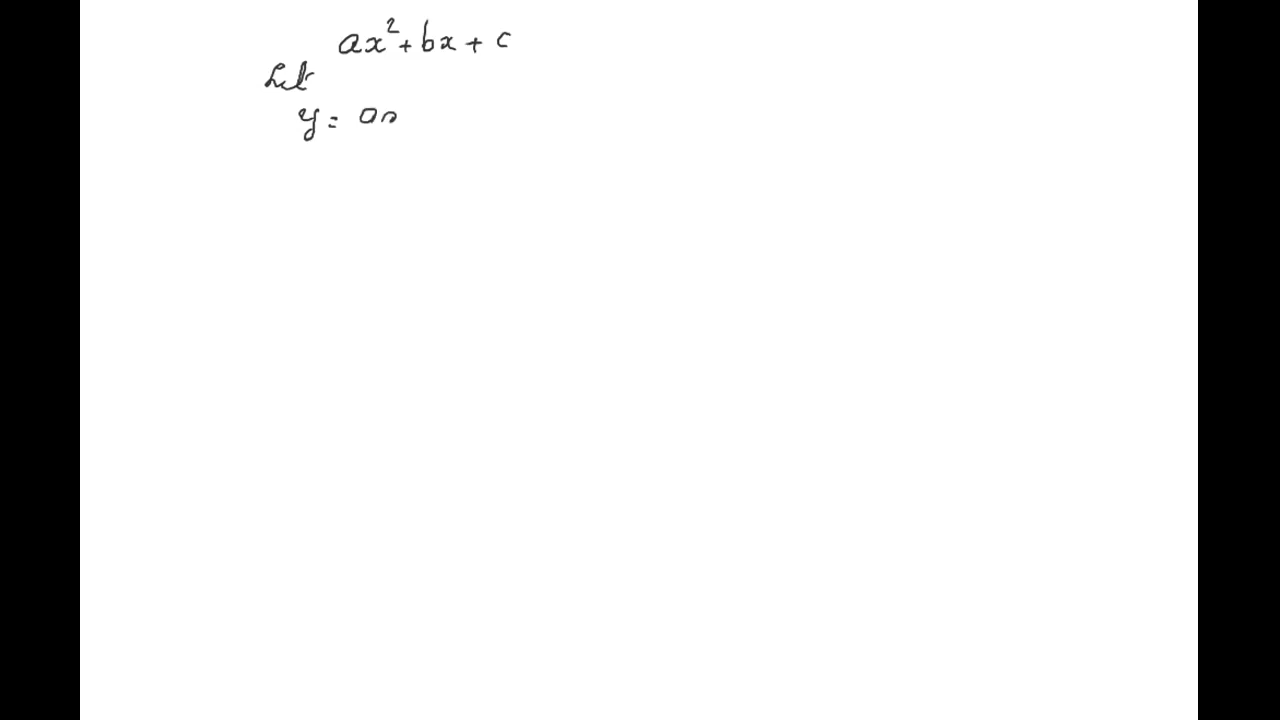 ax² + bx + c
Let
y = ax